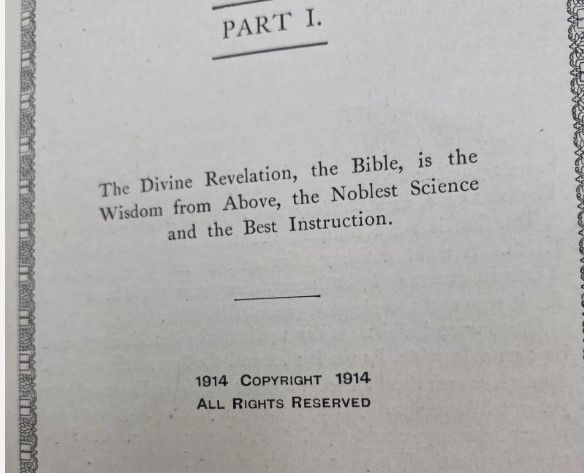 PART I.
The Divine Revelation, the Bible, is the
Wisdom from Above, the Noblest Science
and the Best Instruction.
1914 COPYRIGHT 1914
ALL RIGHTS RESERVED